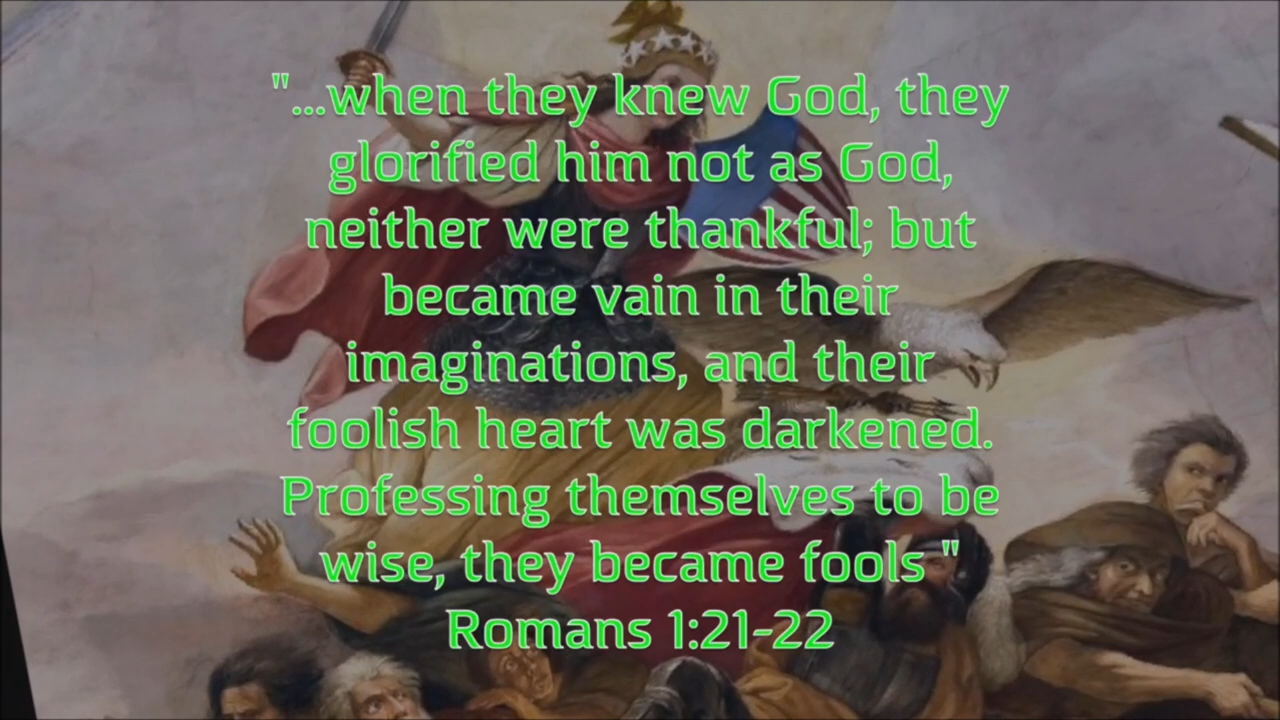 "...when they knew God, they
glorified him not as God,
neither were thankful; but
became vain in their
imaginations, and their
foolish heart was darkened.
Professing themselves to be
wise, they became fools "
Romans 1:21-22